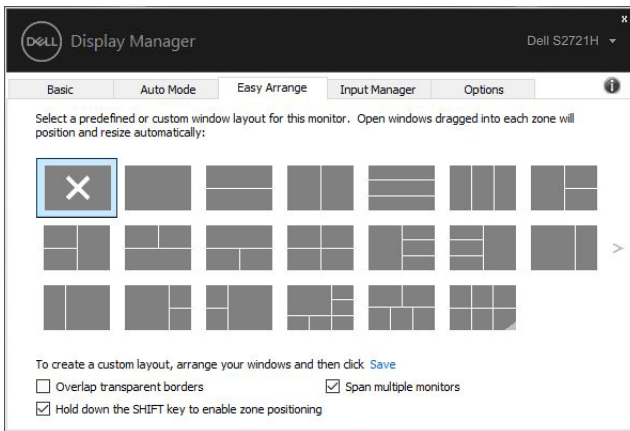 x
DELL Display Manager
Dell S2721H
Basic Auto Mode Easy Arrange Input Manager Options
Select a predefined or custom window layout for this monitor. Open windows dragged into each zone will
position and resize automatically:
To create a custom layout, arrange your windows and then click Save
Overlap transparent borders Span multiple monitors
Hold down the SHIFT key to enable zone positioning